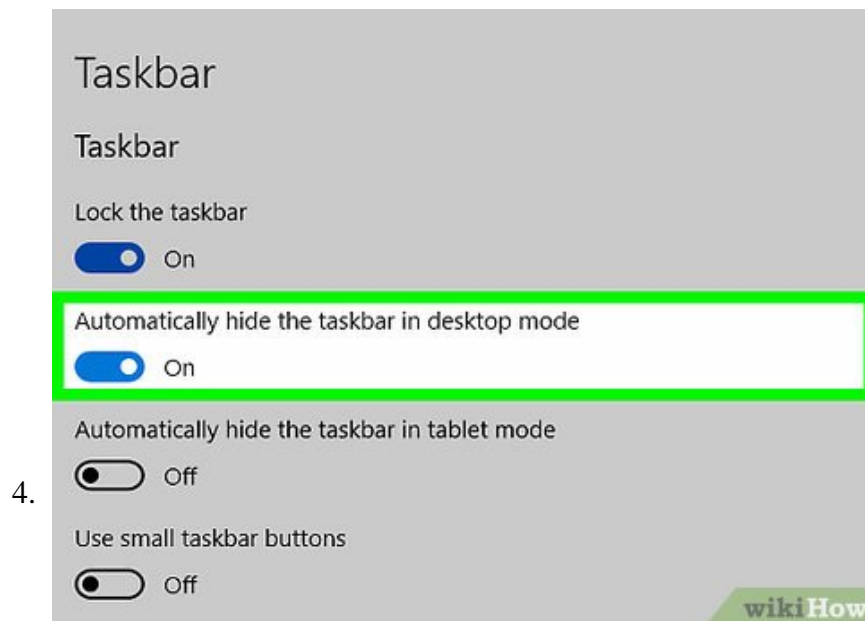 Taskbar
Taskbar
Lock the taskbar
On
Automatically hide the taskbar in desktop mode
On
Automatically hide the taskbar in tablet mode
Off
4.
Use small taskbar buttons
Off
wikiHow